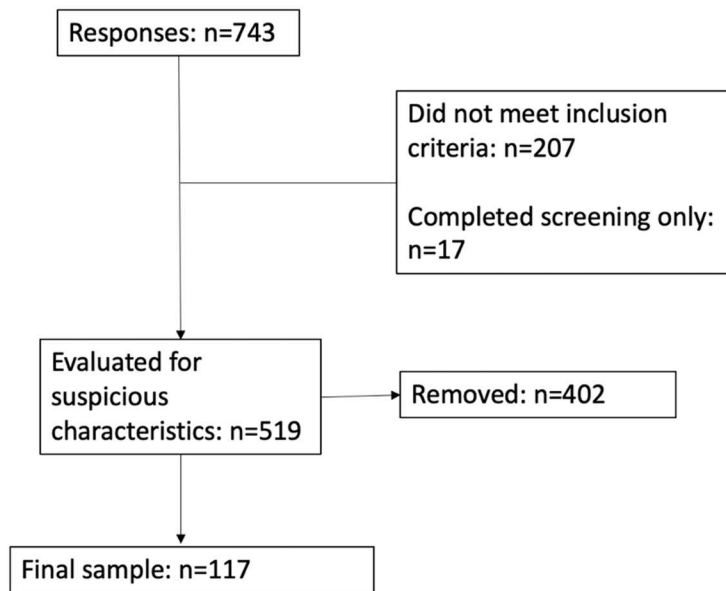 Responses: n=743
Did not meet inclusion
criteria: n=207
Completed screening only:
n=17
Evaluated for
suspicious
characteristics: n=519
Removed: n=402
Final sample: n=117